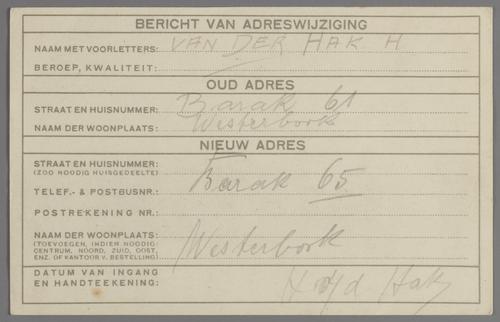 BERICHT VAN ADRESWIJZIGING
NAAM MET VOORLETTERS: VAN DER HAK H
BEROEP, KWALITEIT:
OUD ADRES
STRAAT EN HUISNUMMER: Barak 61
NAAM DER WOONPLAATS: Westerbork
NIEUW ADRES
STRAAT EN HUISNUMMER:
(ZOO NOODIG HUISGEDEELTE)
Barak 65
TELEF.- & POSTBUSNR.:
POSTREKENING NR.:
NAAM DER WOONPLAATS: Westerbork
(TOEVOEGEN, INDIEN NOODIG:
CENTRUM, NOORD, ZUID, OOST,
ENZ. OF KANTOOR V. BESTELLING)
DATUM VAN INGANG
EN HANDTEEKENING: Hak